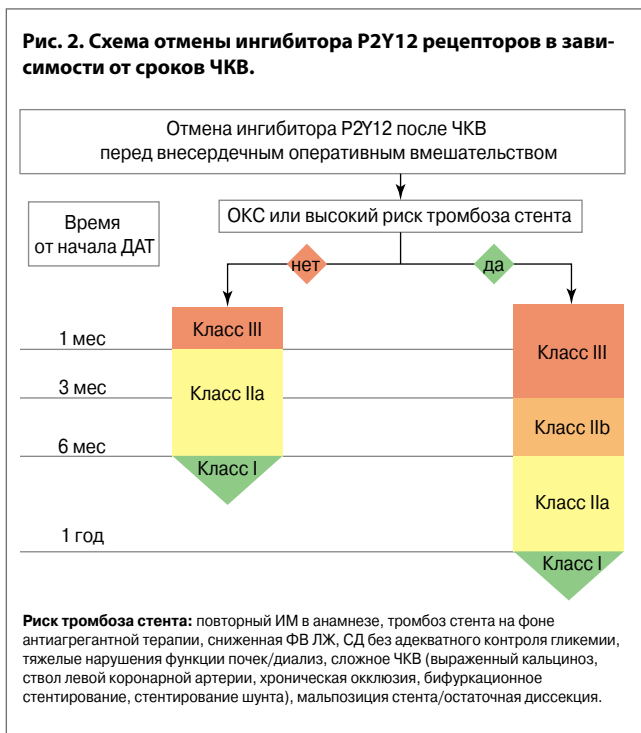 Рис. 2. Схема отмены ингибитора P2Y12 рецепторов в зави-
симости от сроков ЧКВ.
Отмена ингибитора P2Y12 после ЧКВ
перед внесердечным оперативным вмешательством
Время
от начала ДАТ
ОКС или высокий риск тромбоза стента
нет
да
Класс III
1 мес
Класс III
Класс IIa
3 мес
Класс IIb
6 мес
Класс I
Класс IIa
1 год
Класс I
Риск тромбоза стента: повторный ИМ в анамнезе, тромбоз стента на фоне
антиагрегантной терапии, сниженная ФВ ЛЖ, СД без адекватного контроля гликемии,
тяжелые нарушения функции почек/диализ, сложное ЧКВ (выраженный кальциноз,
ствол левой коронарной артерии, хроническая окклюзия, бифуркационное
стентирование, стентирование шунта), мальпозиция стента/остаточная диссекция.